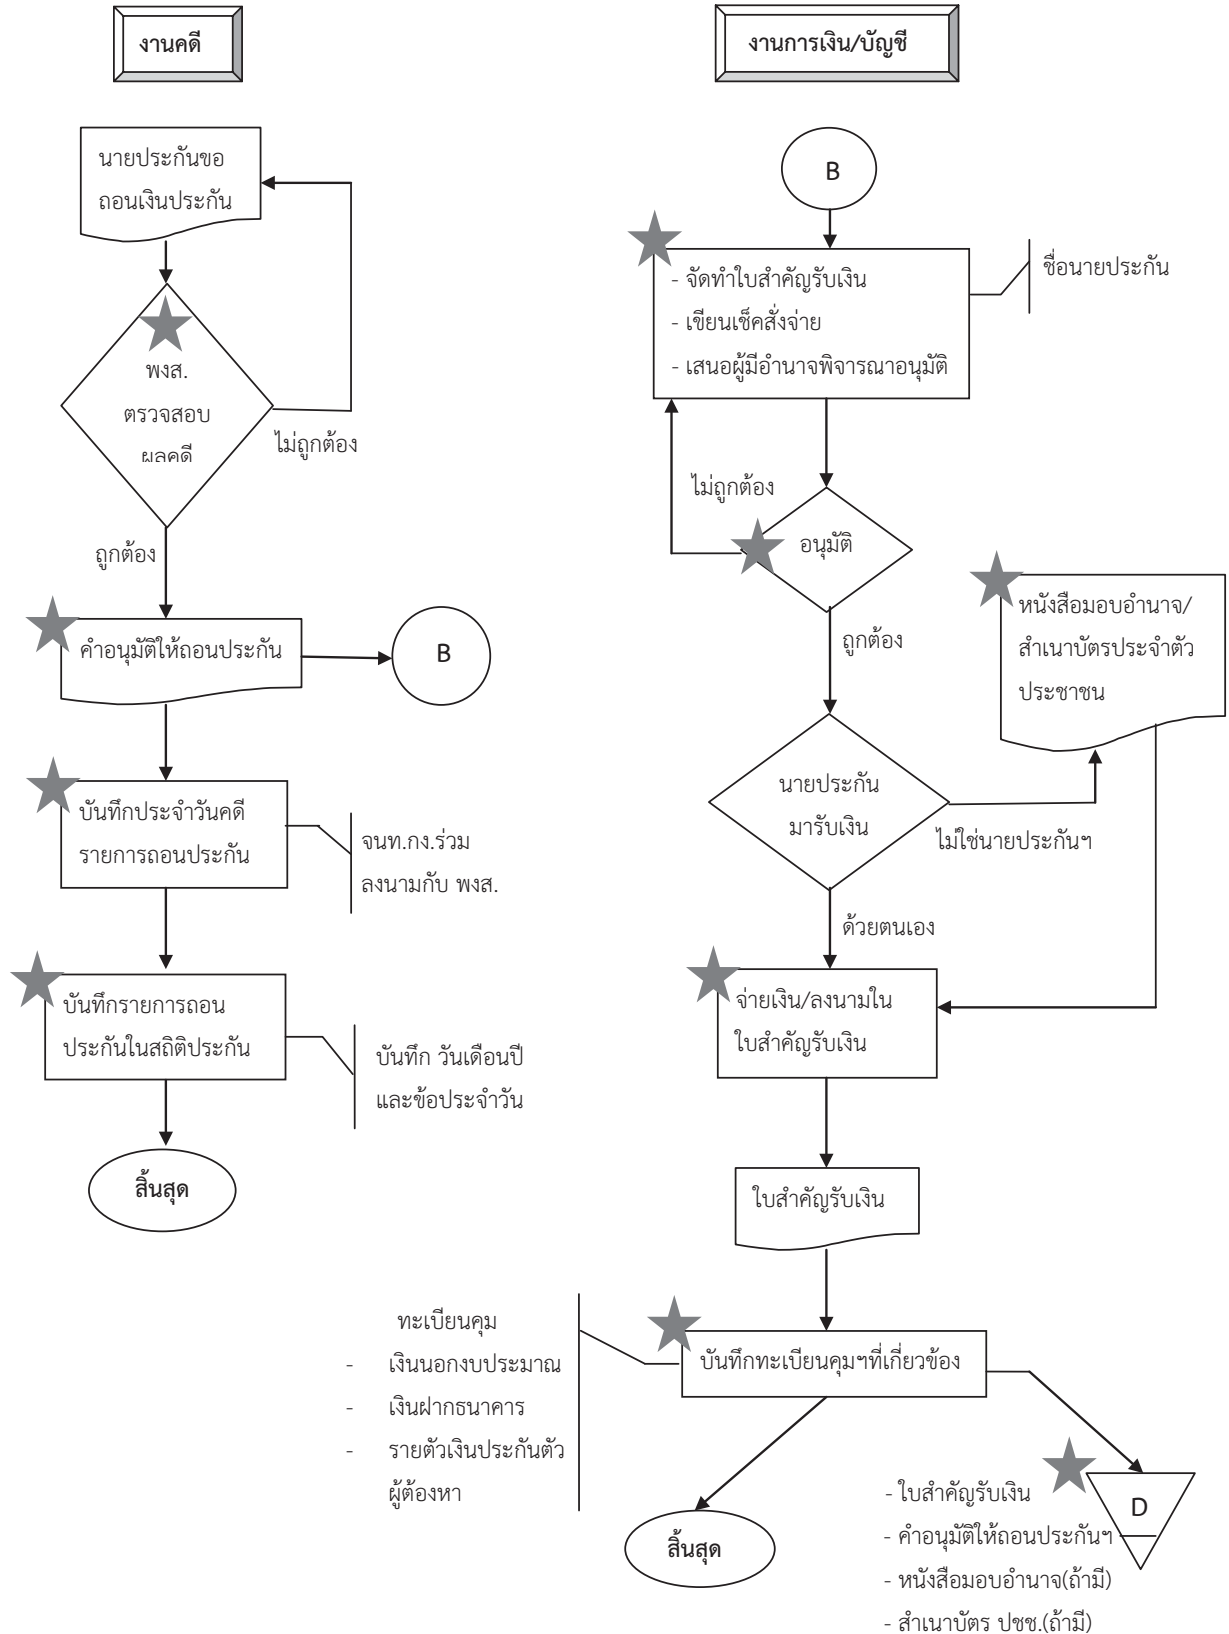 งานคดี
นายประกันขอ
ถอนเงินประกัน
พงส.
ตรวจสอบ
ผลคดี
ไม่ถูกต้อง
ถูกต้อง
คำอนุมัติให้ถอนประกัน
B
บันทึกประจำวันคดี
รายการถอนประกัน
จนท.กง.ร่วม
ลงนามกับ พงส.
บันทึกรายการถอน
ประกันในสถิติประกัน
บันทึก วันเดือนปี
และข้อประจำวัน
สิ้นสุด
งานการเงิน/บัญชี
B
- จัดทำใบสำคัญรับเงิน
- เขียนเช็คสั่งจ่าย
- เสนอผู้มีอำนาจพิจารณาอนุมัติ
ชื่อนายประกัน
ไม่ถูกต้อง
อนุมัติ
ถูกต้อง
หนังสือมอบอำนาจ/
สำเนาบัตรประจำตัว
ประชาชน
นายประกัน
มารับเงิน
ไม่ใช่นายประกันฯ
ด้วยตนเอง
จ่ายเงิน/ลงนามใน
ใบสำคัญรับเงิน
ใบสำคัญรับเงิน
บันทึกทะเบียนคุมฯที่เกี่ยวข้อง
ทะเบียนคุม
- เงินนอกงบประมาณ
- เงินฝากธนาคาร
- รายตัวเงินประกันตัว
ผู้ต้องหา
สิ้นสุด
D
- ใบสำคัญรับเงิน
- คำอนุมัติให้ถอนประกันฯ
- หนังสือมอบอำนาจ(ถ้ามี)
- สำเนาบัตร ปชช.(ถ้ามี)